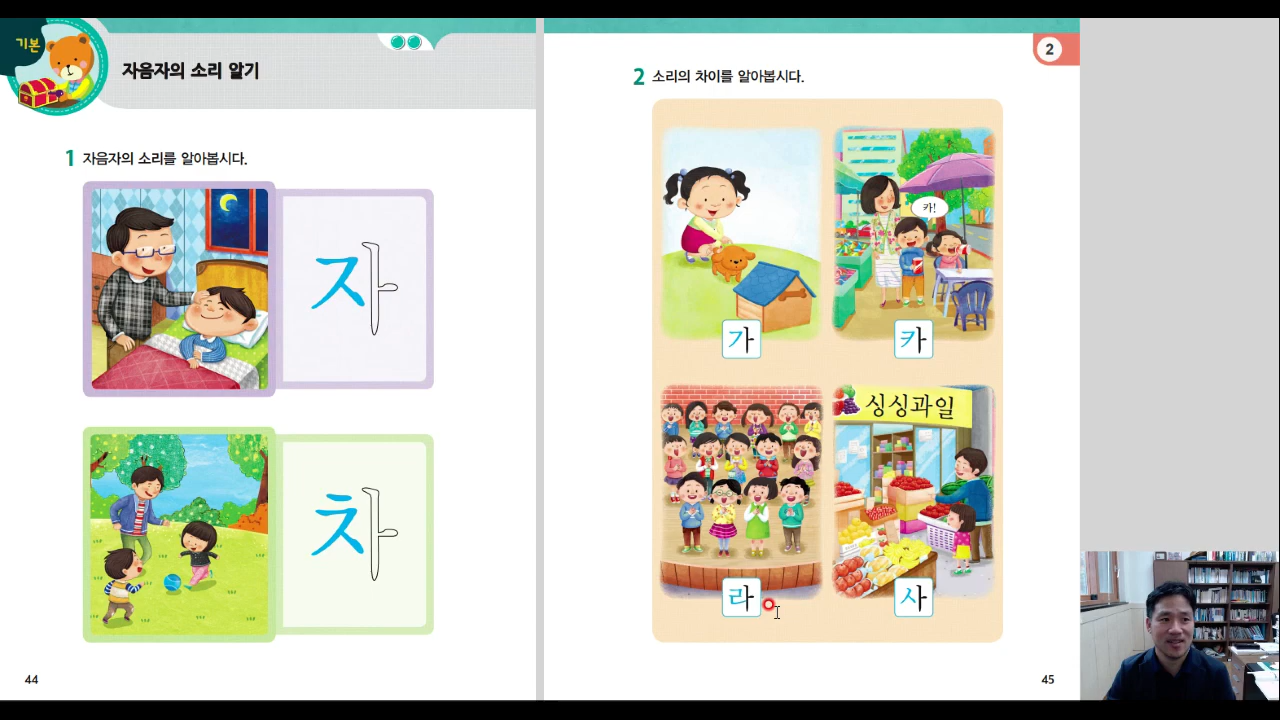 기본
자음자의 소리 알기
1 자음자의 소리를 알아봅시다.
자
차
44
2
2 소리의 차이를 알아봅시다.
카!
가
카
싱싱과일
라
사
45